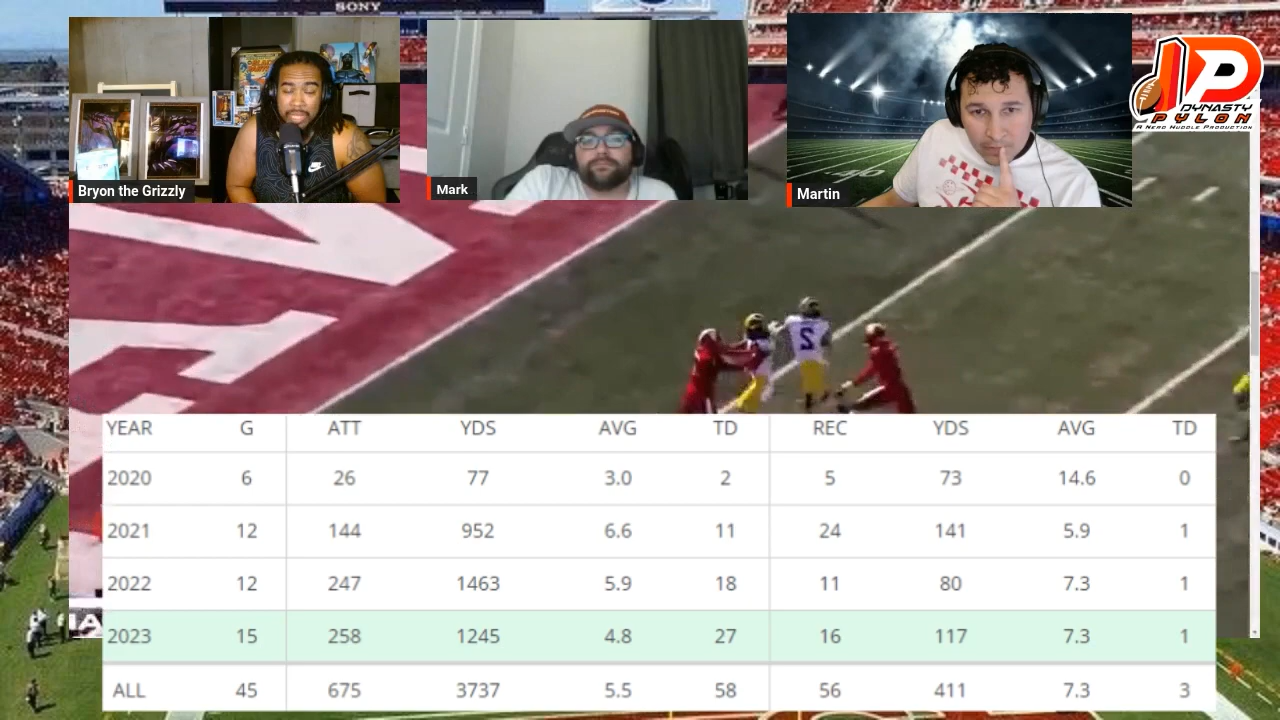 SONY
DYNASTY
PYLON
A NERD HUDDLE PRODUCTION
Bryon the Grizzly
Mark
Martin
2
YEAR G ATT YDS AVG TD REC YDS AVG TD
2020 6 26 77 3.0 2 5 73 14.6 0
2021 12 144 952 6.6 11 24 141 5.9 1
2022 12 247 1463 5.9 18 11 80 7.3 1
2023 15 258 1245 4.8 27 16 117 7.3 1
ALL 45 675 3737 5.5 58 56 411 7.3 3